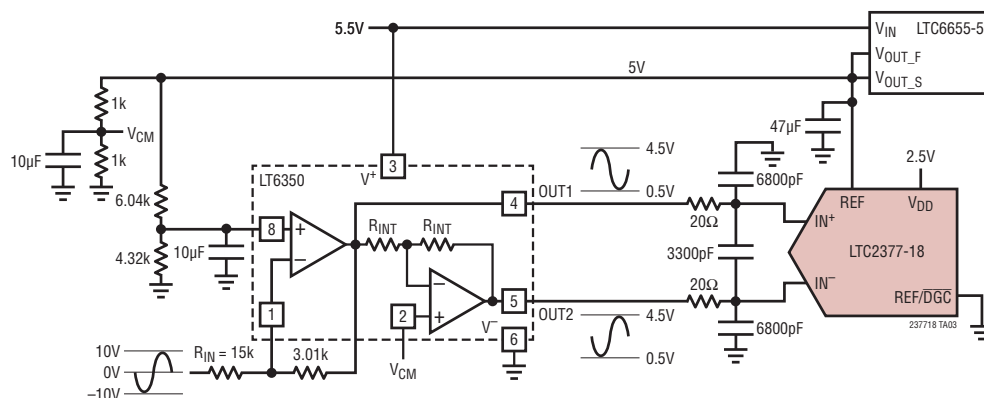 5.5V
LTC6655-5
VIN
VOUT_F
VOUT_S
5V
1k
VCM
10µF
1k
47µF
2.5V
6.04k
4.32k
10µF
LT6350
V+
3
8
+
–
1
RINT
RINT
–
+
2
VCM
4
OUT1
5
OUT2
V–
6
4.5V
0.5V
4.5V
0.5V
20Ω
20Ω
6800pF
3300pF
6800pF
REF
VDD
IN+
IN–
LTC2377-18
REF/DGC
237718 TA03
10V
0V
–10V
RIN = 15k
3.01k